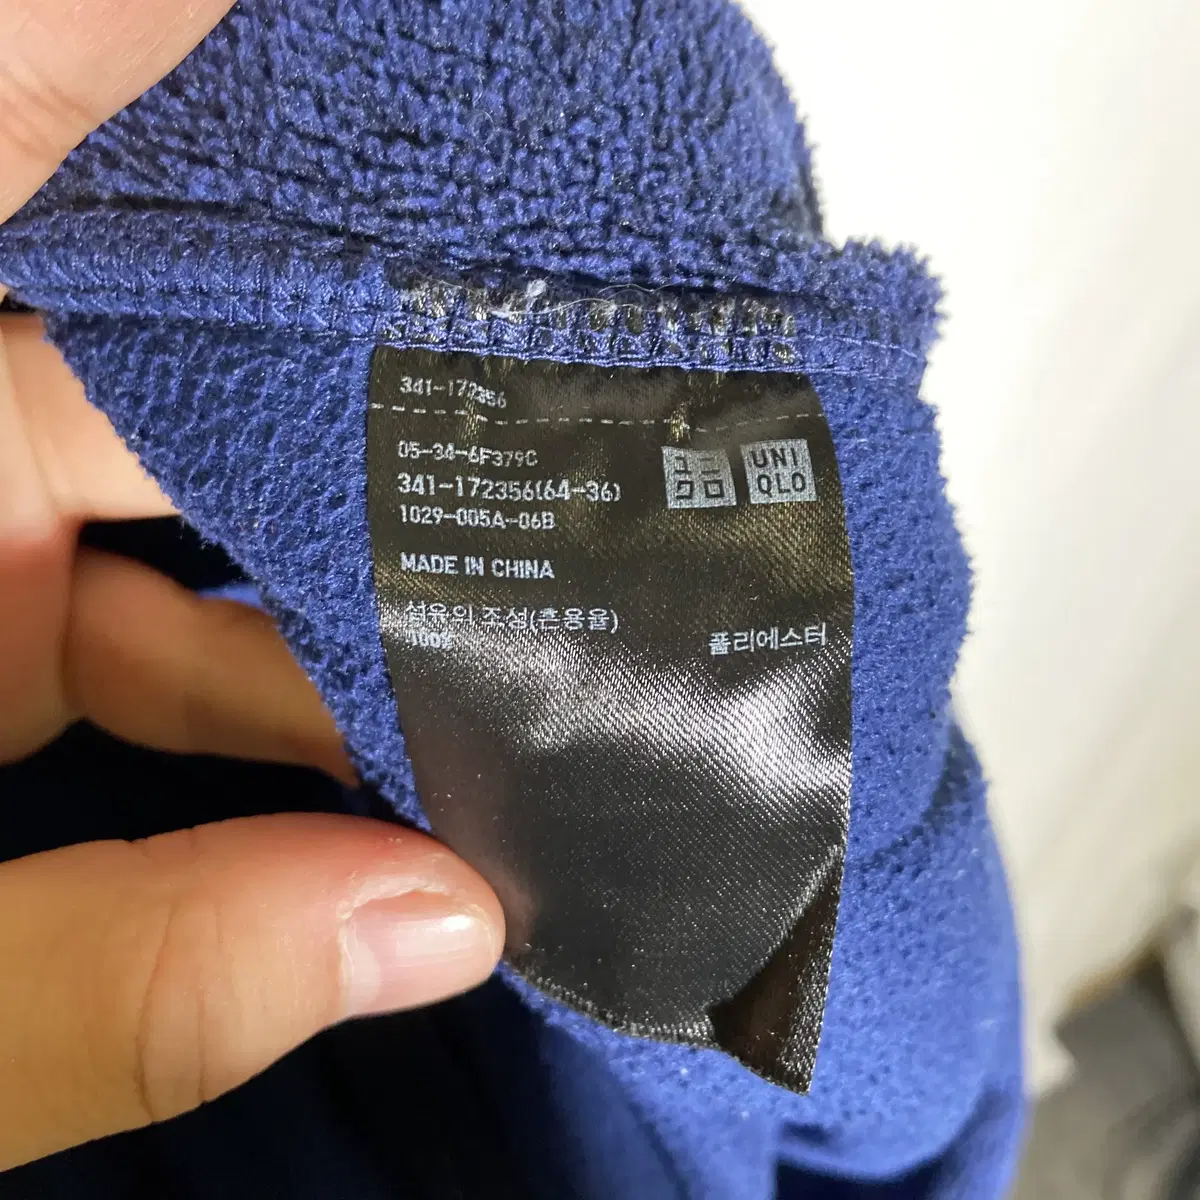 341-172356
05-34-6F379C
341-172356(64-36)
1029-005A-06B
ユニ
クロ
UNI
QLO
MADE IN CHINA
섬유의 조성(혼용율)
100% 폴리에스터